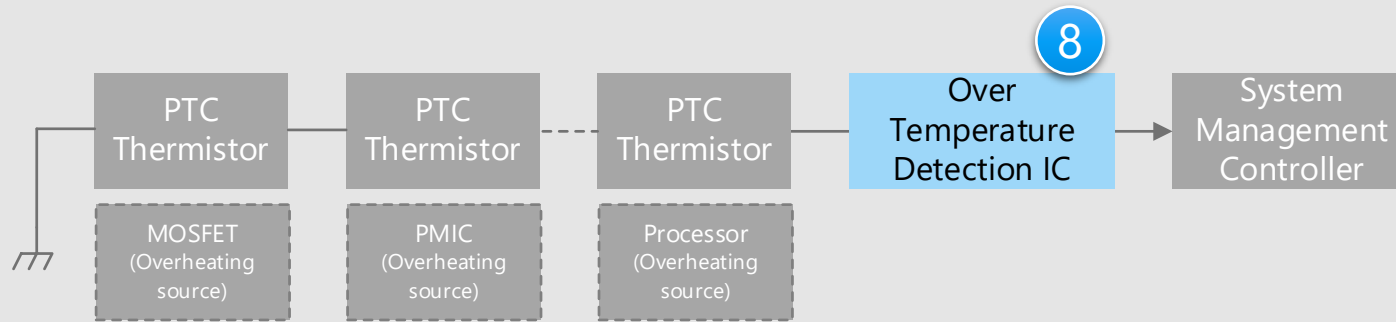 8
PTC
Thermistor
PTC
Thermistor
PTC
Thermistor
Over
Temperature
Detection IC
System
Management
Controller
MOSFET
(Overheating
source)
PMIC
(Overheating
source)
Processor
(Overheating
source)